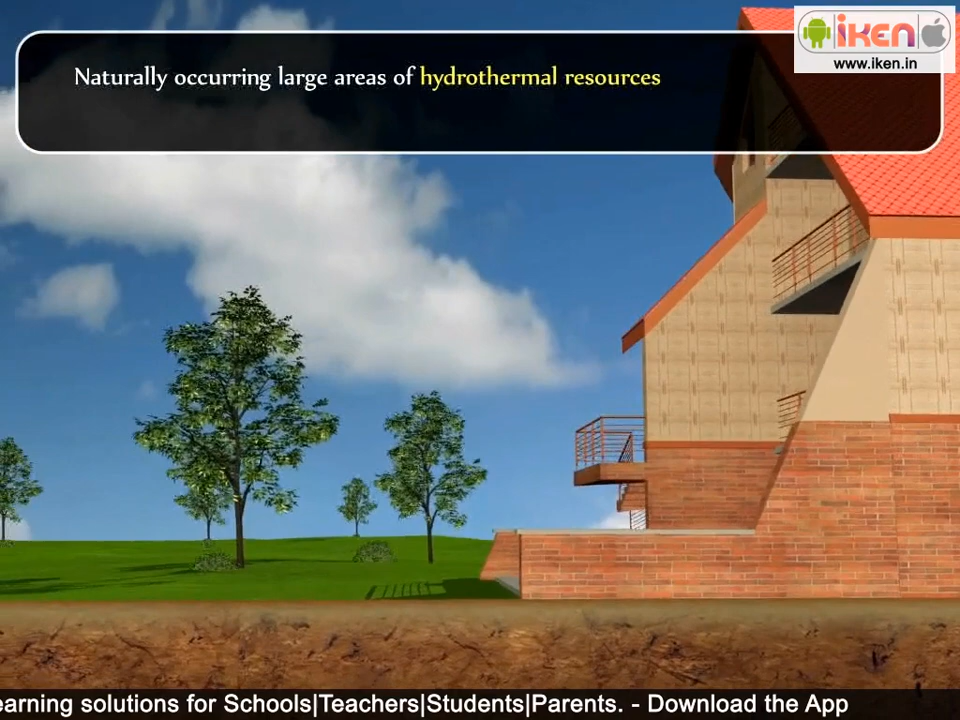 iken
www.iken.in
Naturally occurring large areas of hydrothermal resources
earning solutions for Schools|Teachers|Students|Parents. - Download the App